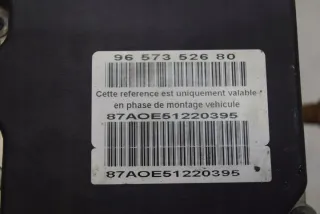 96 573 526 80
Cette reference est uniquement valable
en phase de montage vehicule
87AOE51220395
87AOE51220395